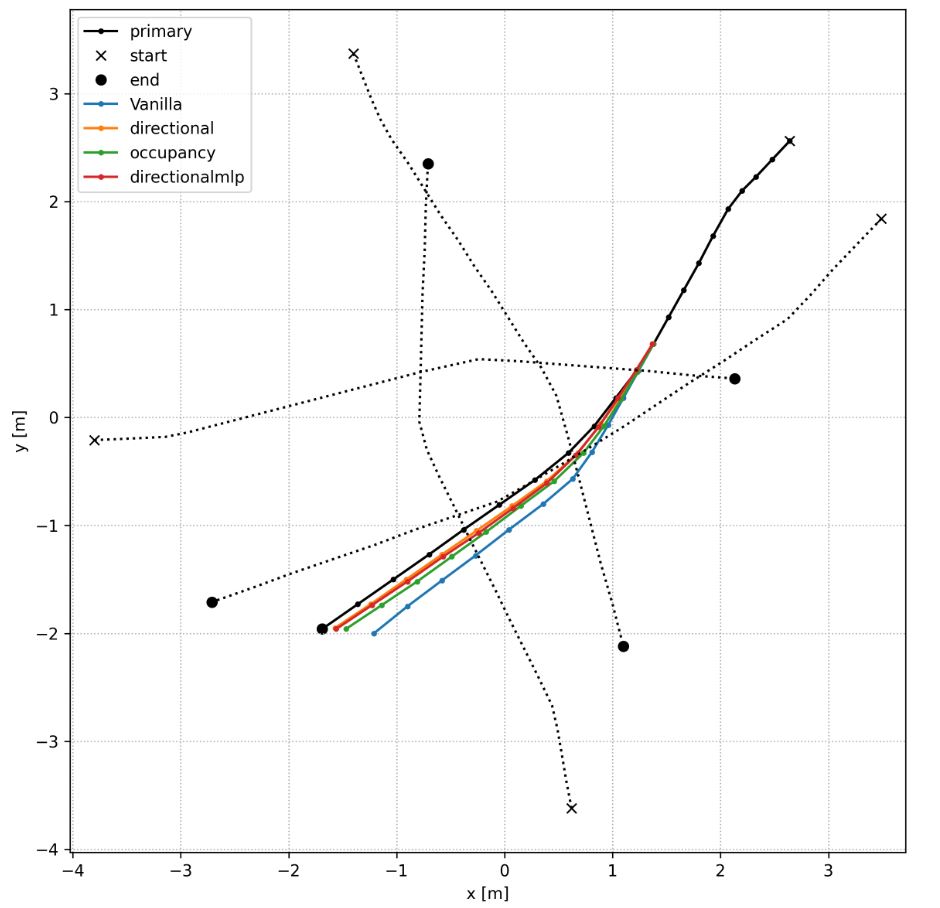 primary
start
end
Vanilla
directional
occupancy
directionalmlp
3
2
1
0
−1
−2
−3
−4
y [m]
−4 −3 −2 −1 0 1 2 3
x [m]